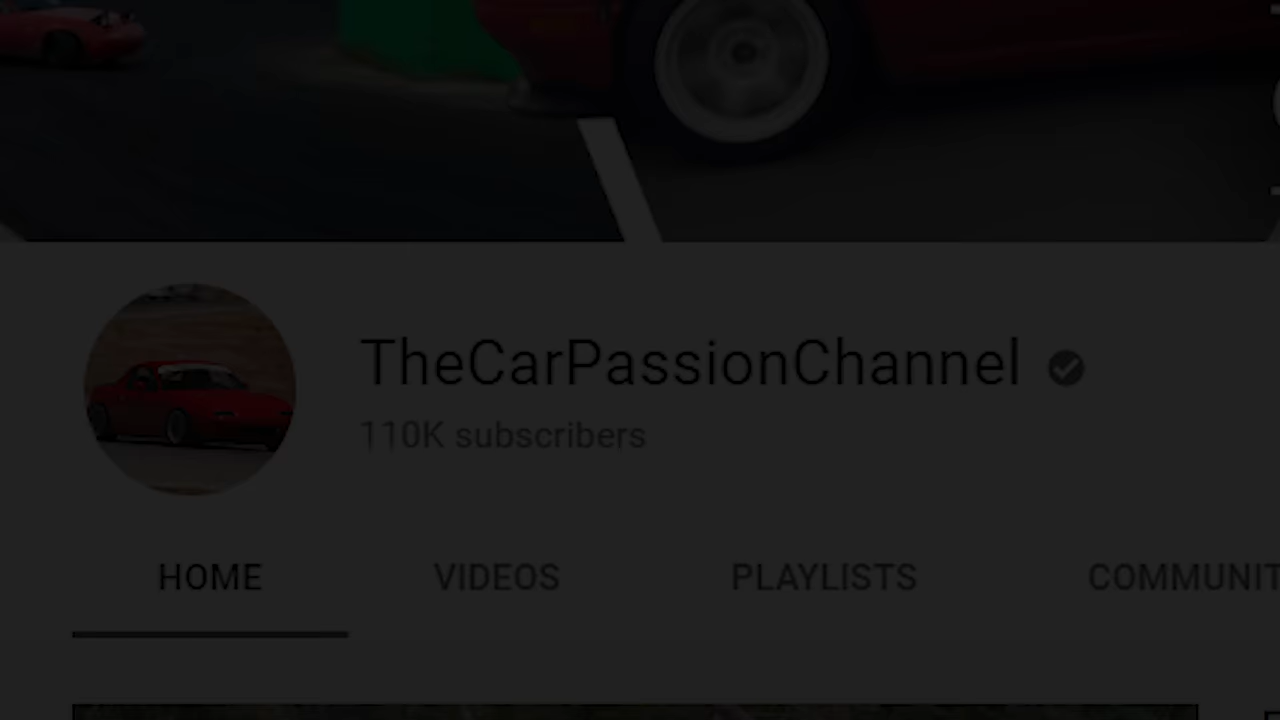 TheCarPassionChannel
110K subscribers
HOME VIDEOS PLAYLISTS COMMUNIT